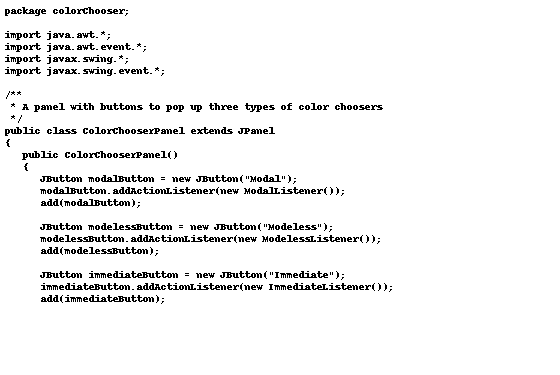 package colorChooser;

import java.awt.*;
import java.awt.event.*;
import javax.swing.*;
import javax.swing.event.*;

/**
 * A panel with buttons to pop up three types of color choosers
 */
public class ColorChooserPanel extends JPanel
{
   public ColorChooserPanel()
   {
      JButton modalButton = new JButton("Modal");
      modalButton.addActionListener(new ModalListener());
      add(modalButton);

      JButton modelessButton = new JButton("Modeless");
      modelessButton.addActionListener(new ModelessListener());
      add(modelessButton);

      JButton immediateButton = new JButton("Immediate");
      immediateButton.addActionListener(new ImmediateListener());
      add(immediateButton);